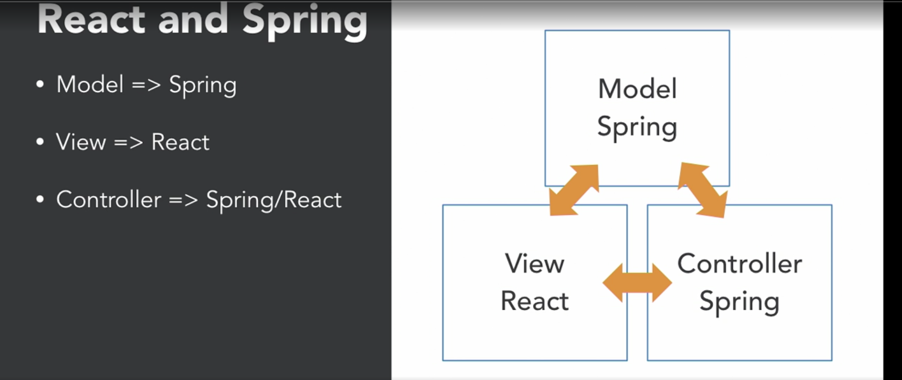 React and Spring
• Model => Spring
• View => React
• Controller => Spring/React
Model
Spring
View
React
Controller
Spring